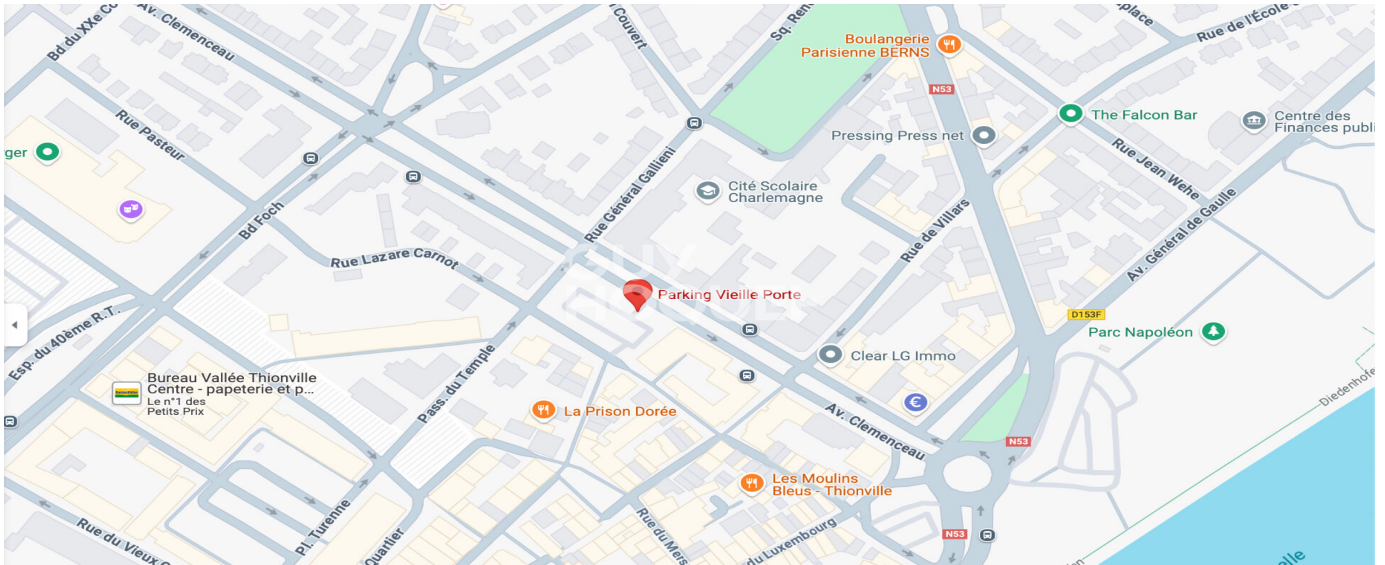 Bd du XXe Co
Av. Clemenceau
Couvert
Sq. Ren
Boulangerie
Parisienne BERNS
place
Rue de l'École
N53
Rue Pasteur
ger
Pressing Press net
The Falcon Bar
Centre des
Finances publi
Rue Jean Wehe
Cité Scolaire
Charlemagne
Rue Général Gallieni
Bd Foch
Rue Lazare Carnot
Rue de Villars
Av. Général de Gaulle
GUY
HOQUET
Parking Vieille Porte
D153F
Parc Napoléon
Esp. du 40ème R.T.
Clear LG Immo
Bureau Vallée Thionville
Centre - papeterie et p...
Le n°1 des
Petits Prix
Pass. du Temple
La Prison Dorée
Av. Clemenceau
Diedenhofe
N53
Les Moulins
Bleus - Thionville
Pl. Turenne
Rue du Vieux
Quartier
Rue du Mers
du Luxembourg
N53
elle